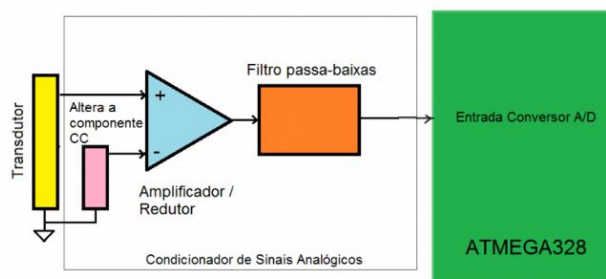 Transdutor
Altera a
componente
CC
+
-
Amplificador /
Redutor
Filtro passa-baixas
Condicionador de Sinais Analógicos
Entrada Conversor A/D
ATMEGA328